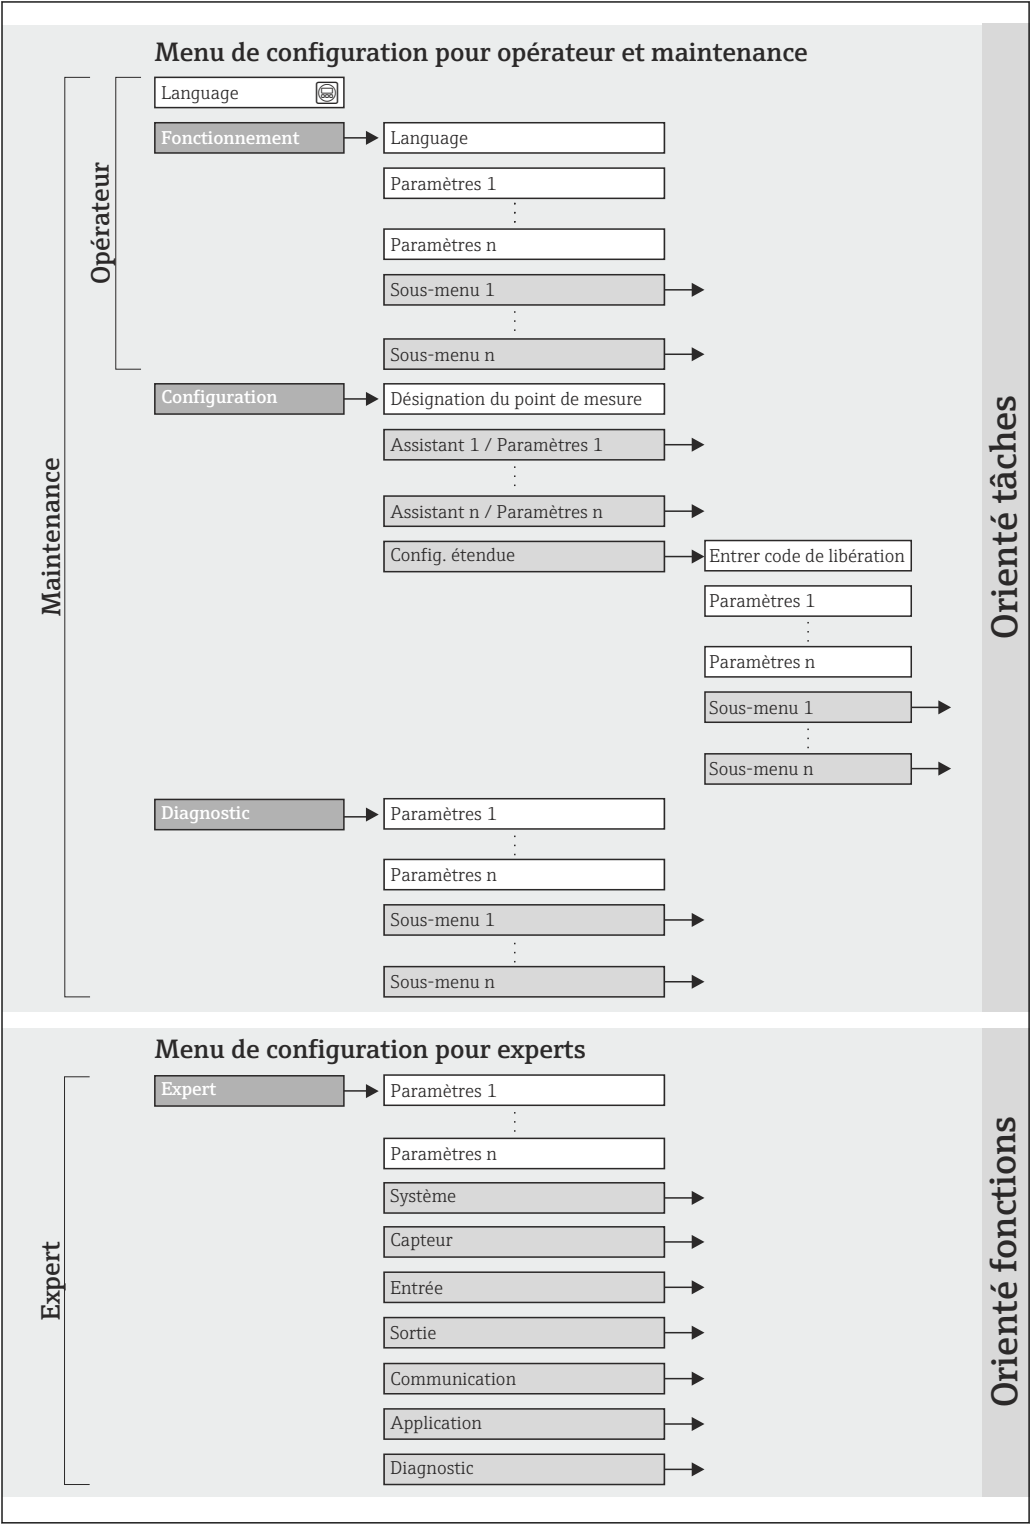 Menu de configuration pour opérateur et maintenance
Language
Fonctionnement
Language
Paramètres 1
Paramètres n
Sous-menu 1
Sous-menu n
Opérateur
Configuration
Désignation du point de mesure
Assistant 1 / Paramètres 1
Assistant n / Paramètres n
Config. étendue
Entrer code de libération
Paramètres 1
Paramètres n
Sous-menu 1
Sous-menu n
Maintenance
Diagnostic
Paramètres 1
Paramètres n
Sous-menu 1
Sous-menu n
Orienté tâches
Menu de configuration pour experts
Expert
Paramètres 1
Paramètres n
Système
Capteur
Entrée
Sortie
Communication
Application
Diagnostic
Expert
Orienté fonctions